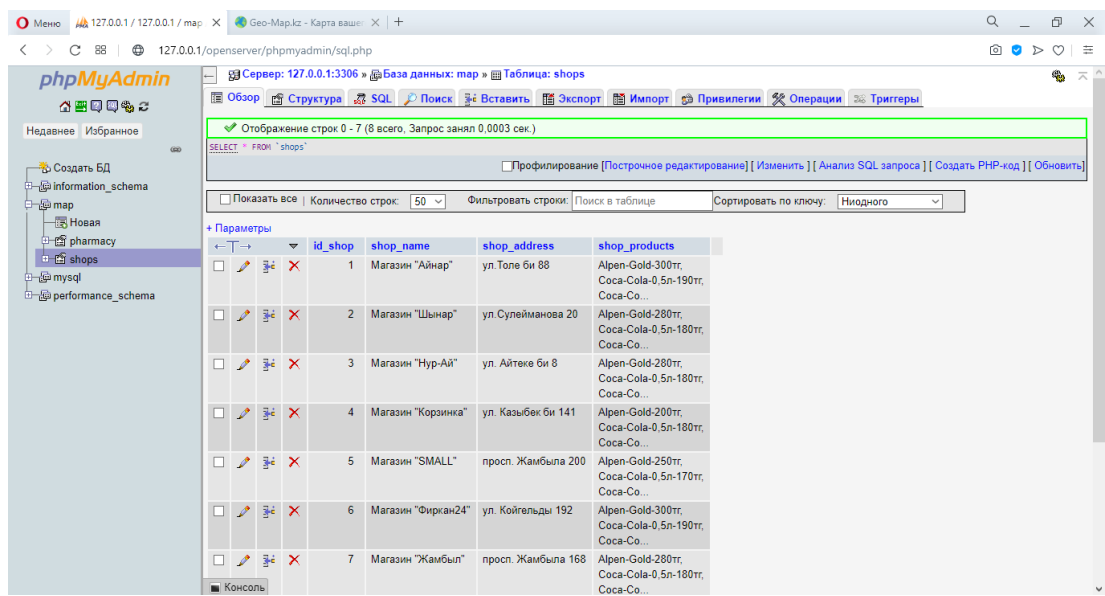 Меню
127.0.0.1 / 127.0.0.1 / map
Geo-Map.kz - Карта вашег
127.0.0.1/openserver/phpmyadmin/sql.php
phpMyAdmin
Недавнее Избранное
Создать БД
information_schema
map
Новая
pharmacy
shops
mysql
performance_schema
Сервер: 127.0.0.1:3306 » База данных: map » Таблица: shops
Обзор Структура SQL Поиск Вставить Экспорт Импорт Привилегии Операции Триггеры
Отображение строк 0 - 7 (8 всего, Запрос занял 0,0003 сек.)
SELECT * FROM `shops`
Профилирование [Построчное редактирование] [ Изменить ] [ Анализ SQL запроса ] [ Создать PHP-код ] [ Обновить]
Показать все | Количество строк: 50 Фильтровать строки: Поиск в таблице Сортировать по ключу: Ниодного
+ Параметры
←T→ id_shop shop_name shop_address shop_products
1 Магазин "Айнар" ул.Толе би 88 Alpen-Gold-300тг,
Coca-Cola-0,5л-190тг,
Coca-Co...
2 Магазин "Шынар" ул.Сулейманова 20 Alpen-Gold-280тг,
Coca-Cola-0,5л-180тг,
Coca-Co...
3 Магазин "Нур-Ай" ул. Айтеке би 8 Alpen-Gold-280тг,
Coca-Cola-0,5л-180тг,
Coca-Co...
4 Магазин "Корзинка" ул. Казыбек би 141 Alpen-Gold-200тг,
Coca-Cola-0,5л-180тг,
Coca-Co...
5 Магазин "SMALL" просп. Жамбыла 200 Alpen-Gold-250тг,
Coca-Cola-0,5л-170тг,
Coca-Co...
6 Магазин "Фиркан24" ул. Койгельды 192 Alpen-Gold-300тг,
Coca-Cola-0,5л-190тг,
Coca-Co...
7 Магазин "Жамбыл" просп. Жамбыла 168 Alpen-Gold-280тг,
Coca-Cola-0,5л-180тг,
Coca-Co...
Консоль